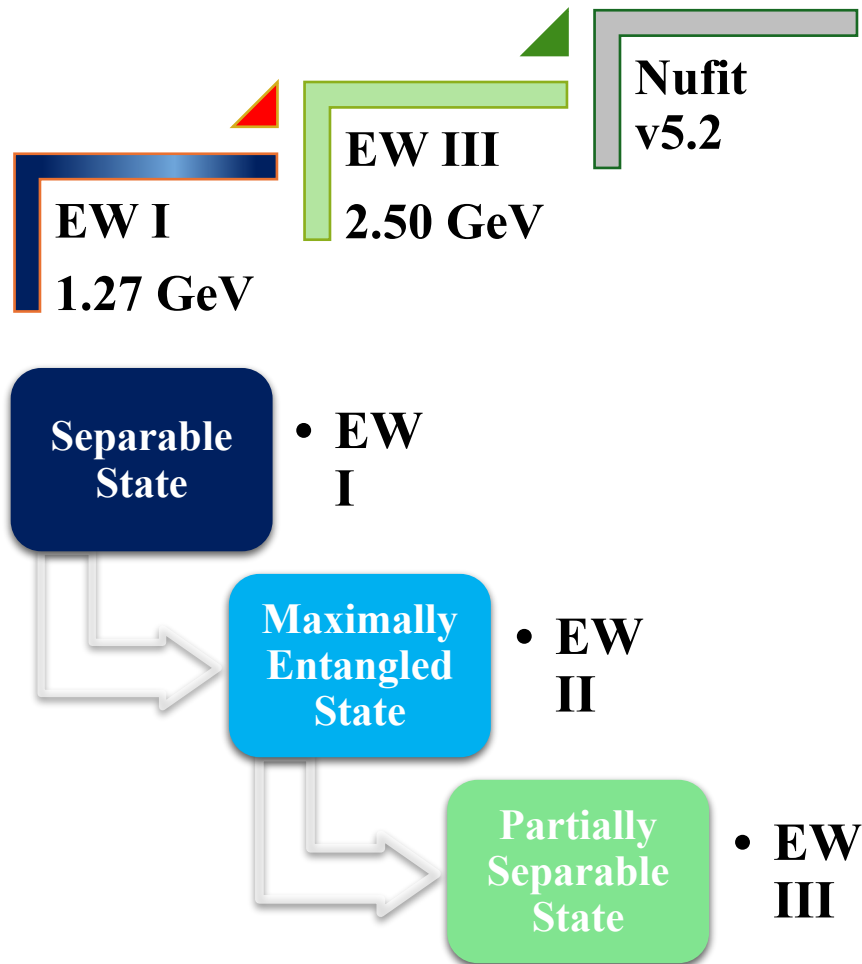 Nufit
v5.2
EW III
2.50 GeV
EW I
1.27 GeV
Separable
State
• EW
I
Maximally
Entangled
State
• EW
II
Partially
Separable
State
• EW
III